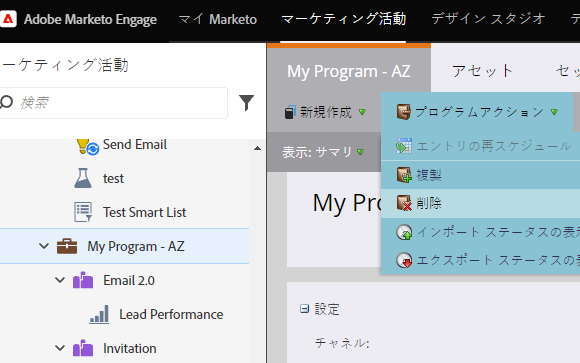 Adobe Marketo Engage マイ Marketo マーケティング活動 デザイン スタジオ
ーケティング活動
検索
Send Email
test
Test Smart List
My Program - AZ
Email 2.0
Lead Performance
Invitation
My Program - AZ アセット セッ
新規作成 プログラムアクション
表示: サマリ
エントリの再スケジュール
複製
削除
インポート ステータスの表示
エクスポート ステータスの表
My Pro
設定
チャネル: